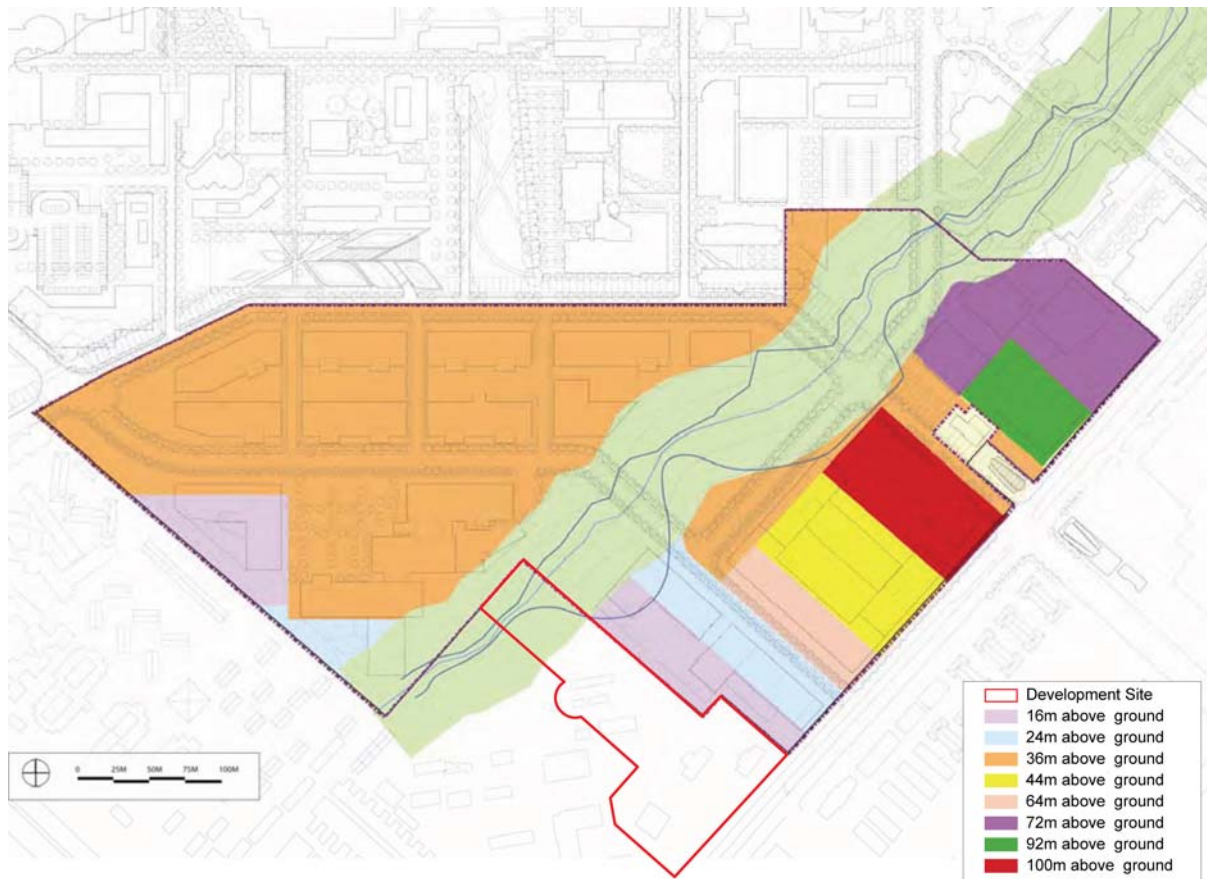 0 25M 50M 75M 100M
Development Site
16m above ground
24m above ground
36m above ground
44m above ground
64m above ground
72m above ground
92m above ground
100m above ground